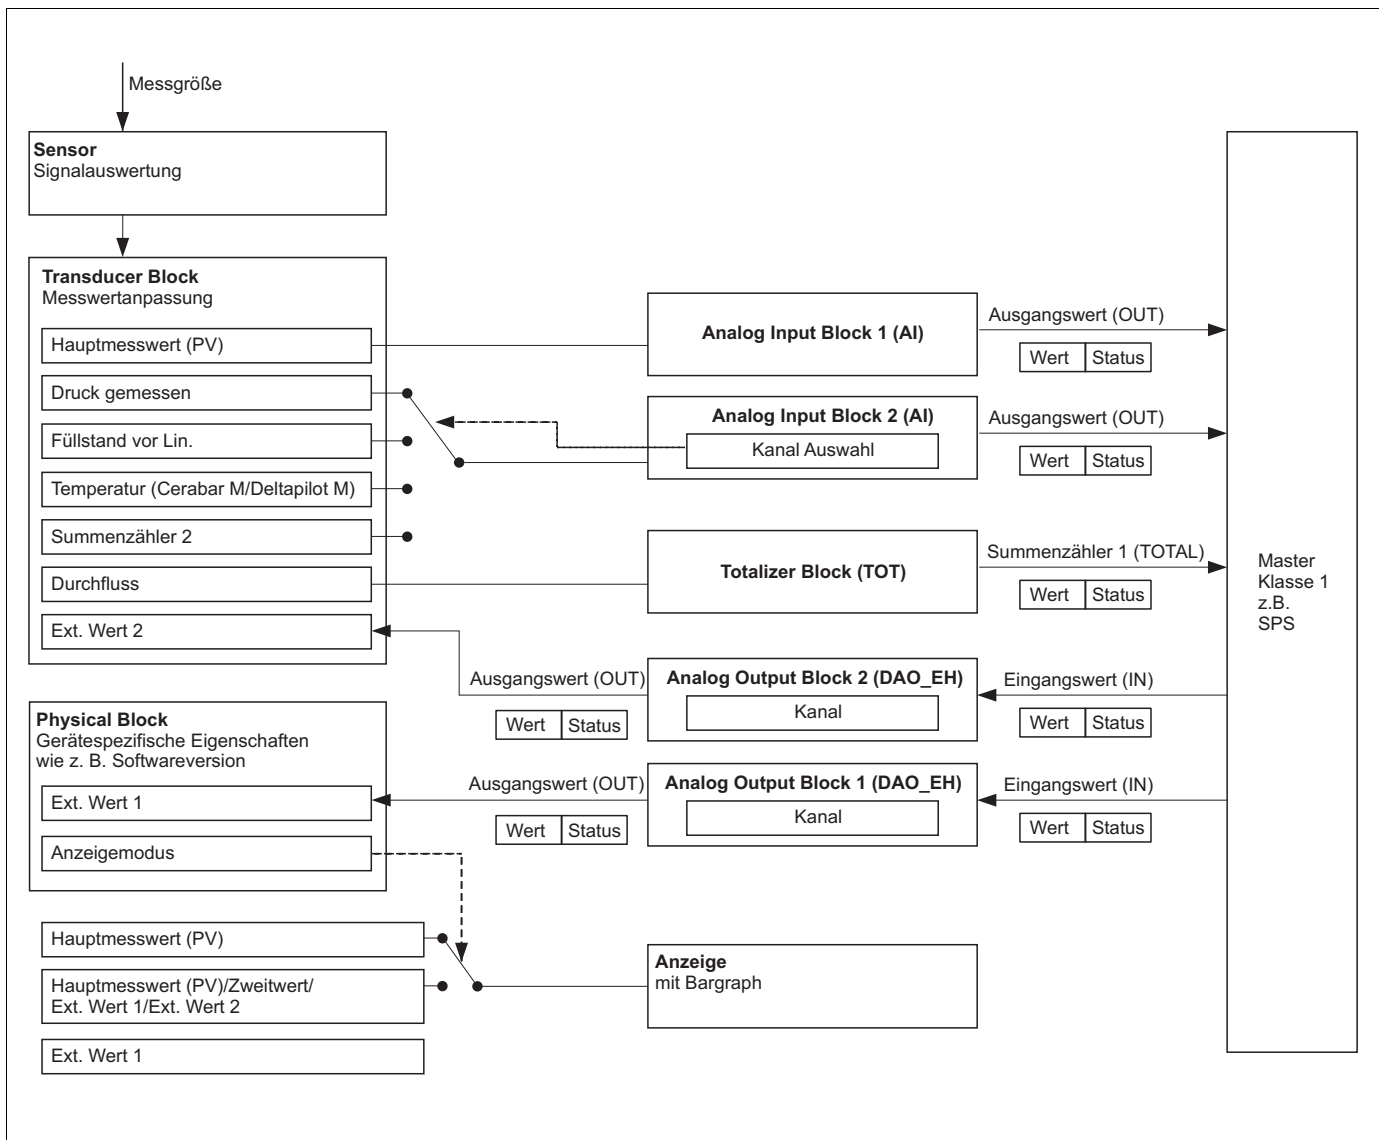 Messgröße
Sensor
Signalauswertung
Transducer Block
Messwertanpassung
Hauptmesswert (PV)
Druck gemessen
Füllstand vor Lin.
Temperatur (Cerabar M/Deltapilot M)
Summenzähler 2
Durchfluss
Ext. Wert 2
Analog Input Block 1 (AI)
Ausgangswert (OUT)
Wert Status
Analog Input Block 2 (AI)
Kanal Auswahl
Ausgangswert (OUT)
Wert Status
Totalizer Block (TOT)
Summenzähler 1 (TOTAL)
Wert Status
Master
Klasse 1
z.B.
SPS
Ausgangswert (OUT)
Wert Status
Analog Output Block 2 (DAO_EH)
Kanal
Eingangswert (IN)
Wert Status
Physical Block
Gerätespezifische Eigenschaften
wie z. B. Softwareversion
Ext. Wert 1
Anzeigemodus
Ausgangswert (OUT)
Wert Status
Analog Output Block 1 (DAO_EH)
Kanal
Eingangswert (IN)
Wert Status
Hauptmesswert (PV)
Hauptmesswert (PV)/Zweitwert/
Ext. Wert 1/Ext. Wert 2
Ext. Wert 1
Anzeige
mit Bargraph